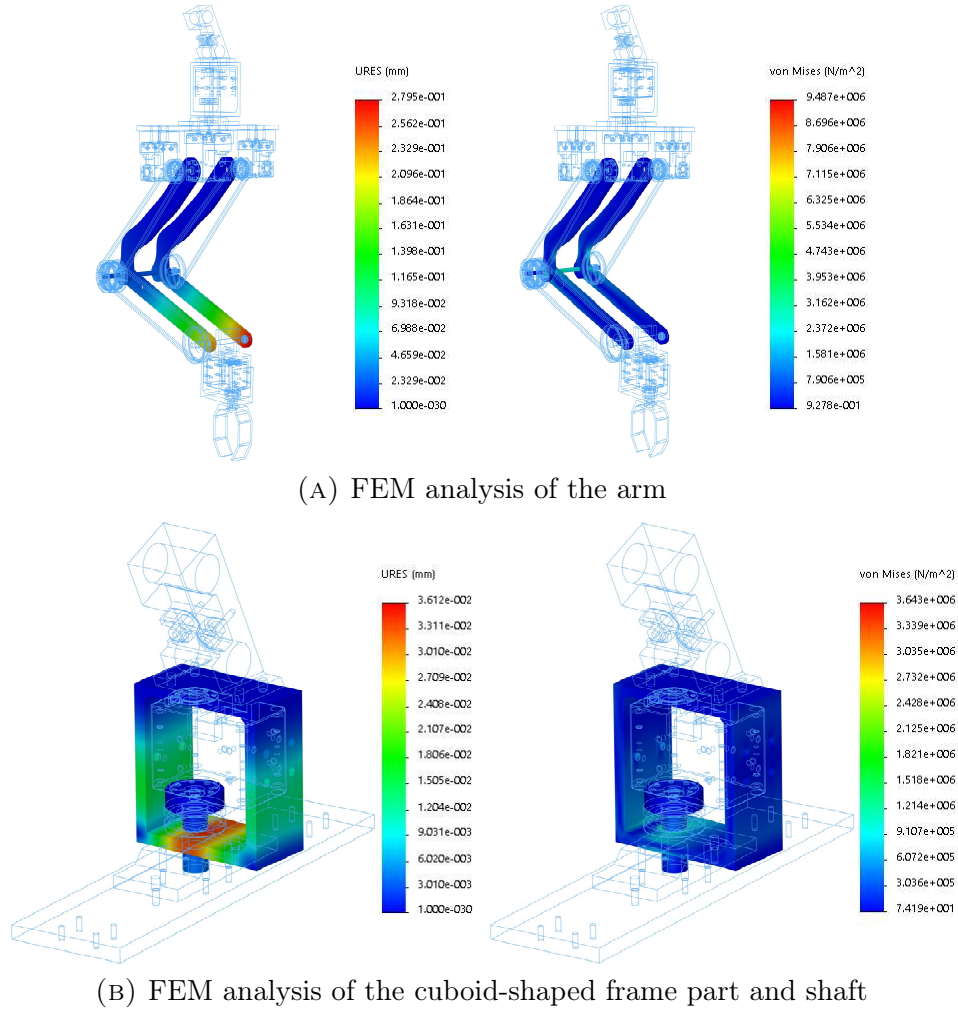 URES (mm)
2.795e-001
2.562e-001
2.329e-001
2.096e-001
1.864e-001
1.631e-001
1.398e-001
1.165e-001
9.318e-002
6.988e-002
4.659e-002
2.329e-002
1.000e-030
von Mises (N/m^2)
9.487e+006
8.696e+006
7.906e+006
7.115e+006
6.325e+006
5.534e+006
4.743e+006
3.953e+006
3.162e+006
2.372e+006
1.581e+006
7.906e+005
9.278e-001
(A) FEM analysis of the arm
URES (mm)
3.612e-002
3.311e-002
3.010e-002
2.709e-002
2.408e-002
2.107e-002
1.806e-002
1.505e-002
1.204e-002
9.031e-003
6.020e-003
3.010e-003
1.000e-030
von Mises (N/m^2)
3.643e+006
3.339e+006
3.035e+006
2.732e+006
2.428e+006
2.125e+006
1.821e+006
1.518e+006
1.214e+006
9.107e+005
6.072e+005
3.036e+005
7.419e+001
(B) FEM analysis of the cuboid-shaped frame part and shaft